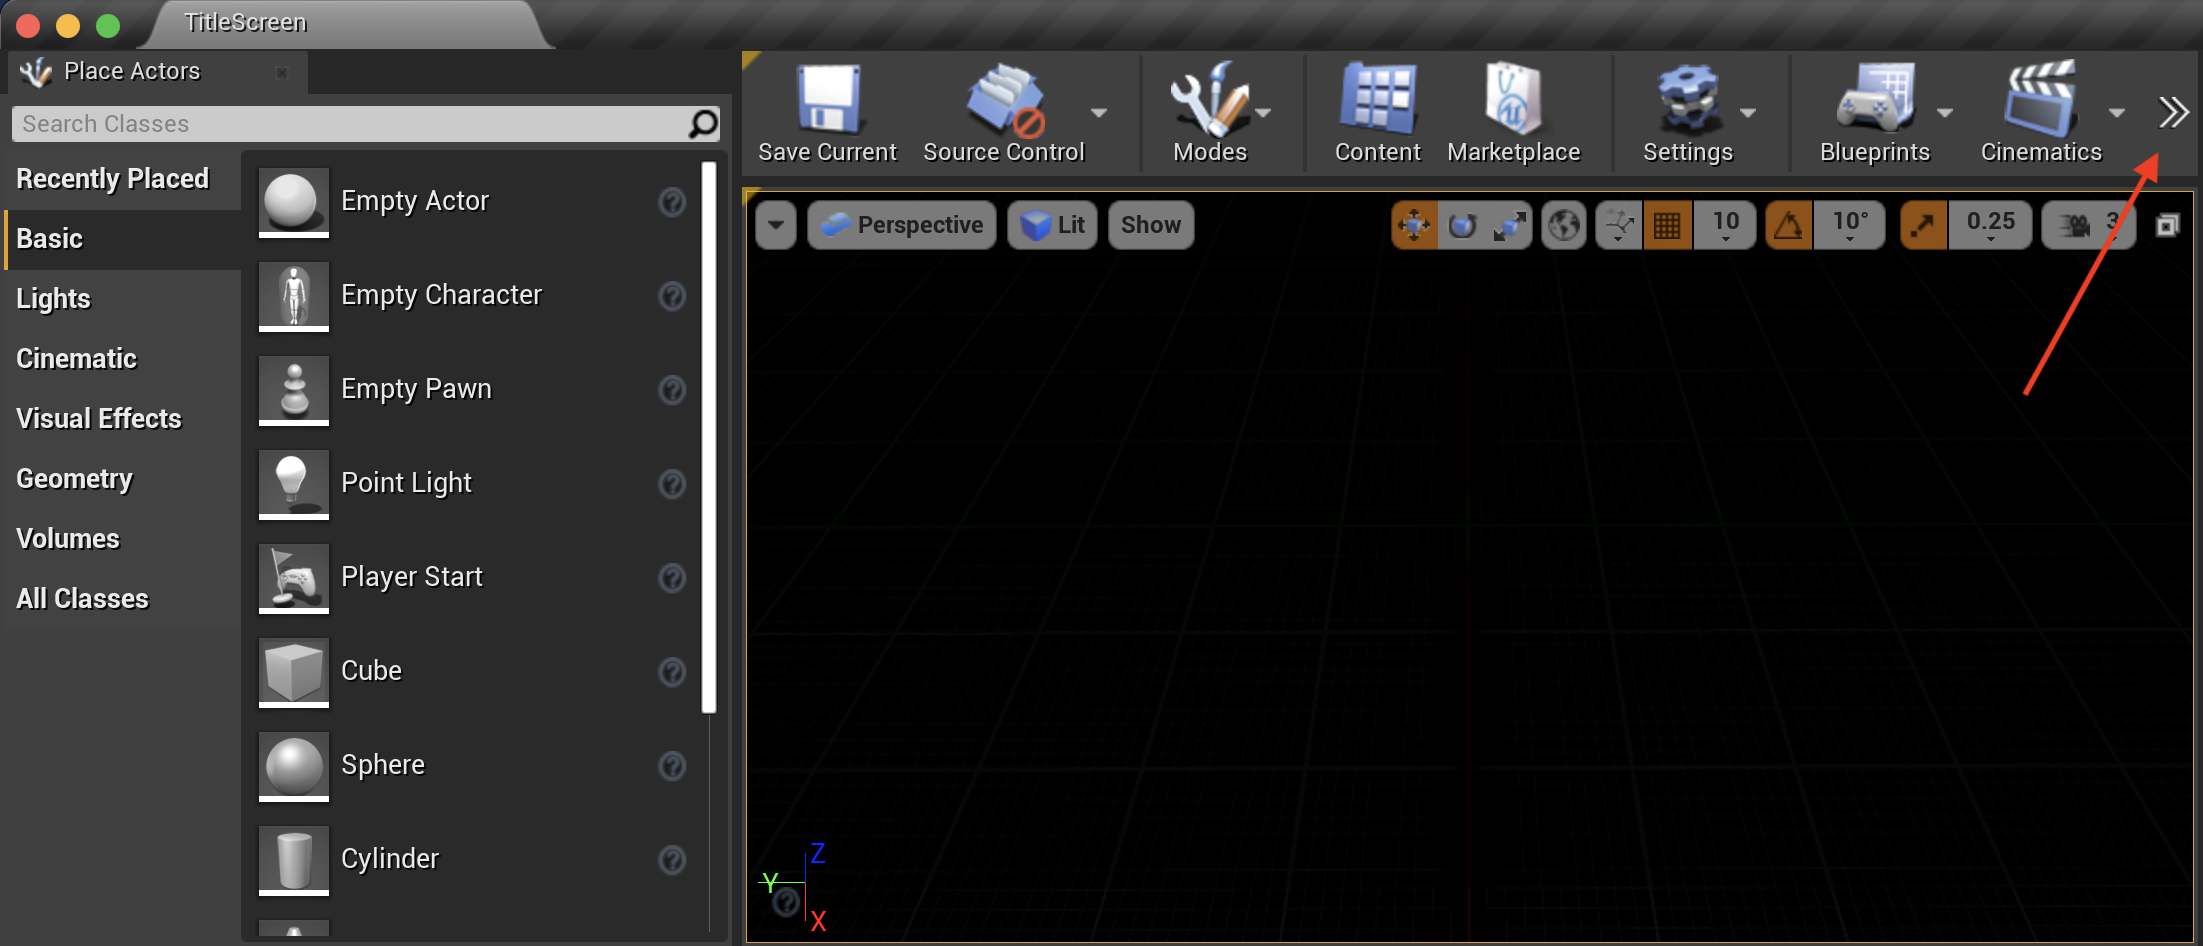 TitleScreen
Place Actors
Search Classes
Recently Placed
Basic
Lights
Cinematic
Visual Effects
Geometry
Volumes
All Classes
Empty Actor
Empty Character
Empty Pawn
Point Light
Player Start
Cube
Sphere
Cylinder
Save Current
Source Control
Modes
Content
Marketplace
Settings
Blueprints
Cinematics
Perspective
Lit
Show
10
10°
0.25
3
Z
Y
X